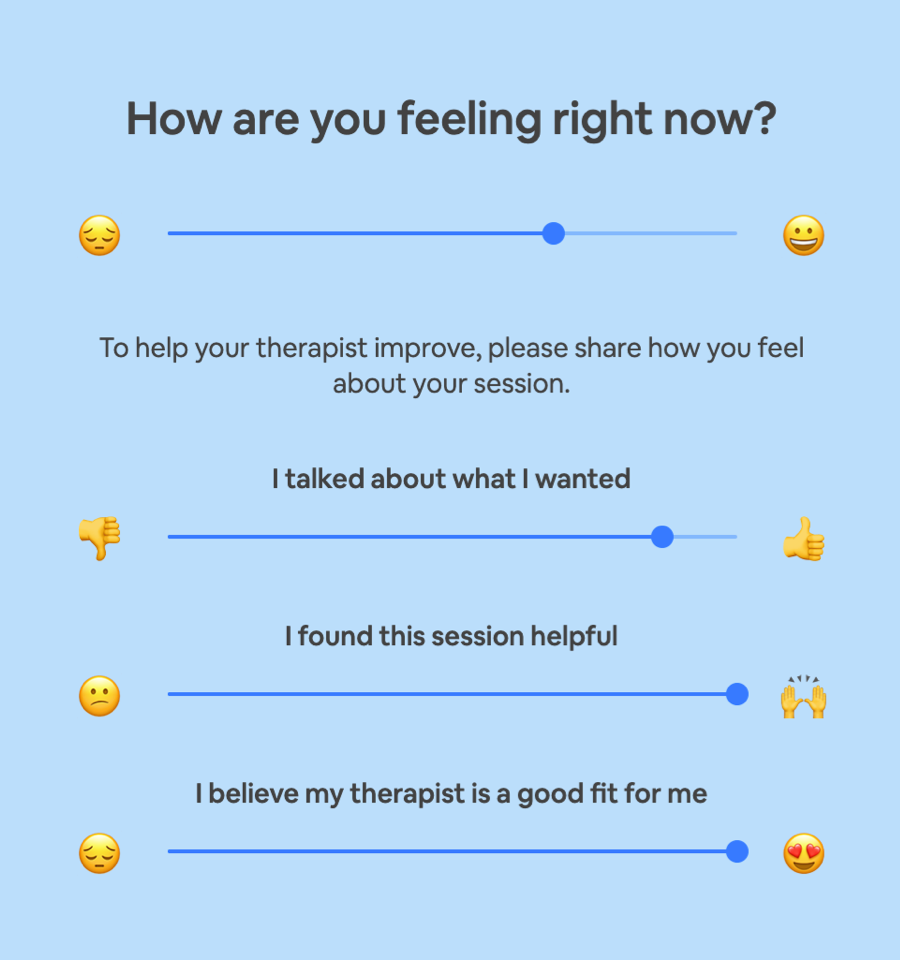 How are you feeling right now?
To help your therapist improve, please share how you feel
about your session.
I talked about what I wanted
I found this session helpful
I believe my therapist is a good fit for me